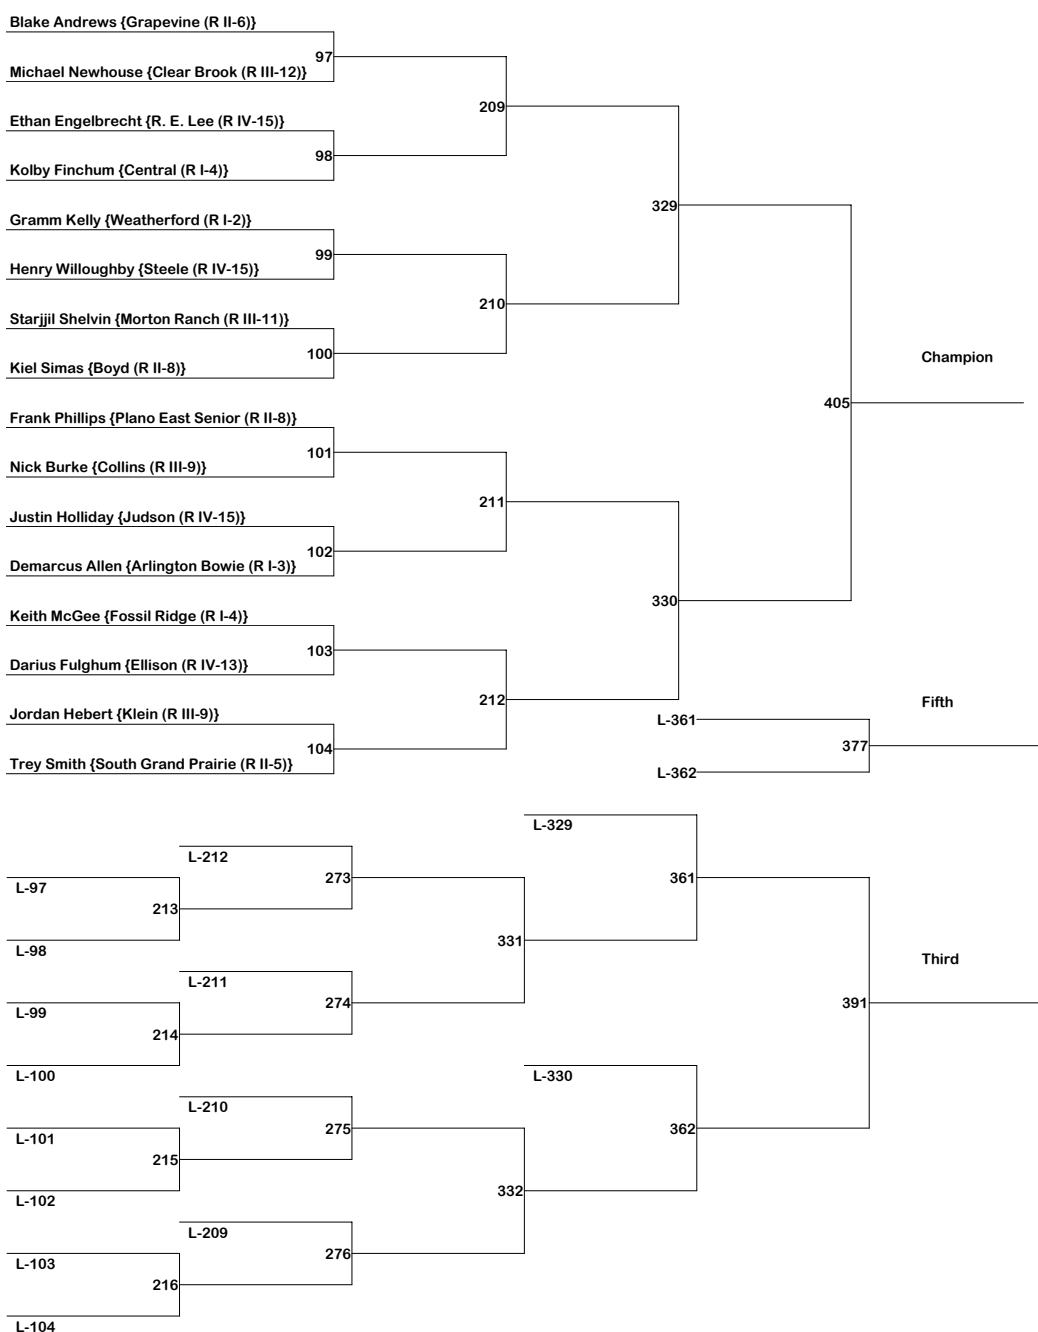 Blake Andrews {Grapevine (R II-6)}
97
Michael Newhouse {Clear Brook (R III-12)}
209
Ethan Engelbrecht {R. E. Lee (R IV-15)}
98
Kolby Finchum {Central (R I-4)}
329
Gramm Kelly {Weatherford (R I-2)}
99
Henry Willoughby {Steele (R IV-15)}
210
Starjjil Shelvin {Morton Ranch (R III-11)}
100
Kiel Simas {Boyd (R II-8)}
Champion
405
Frank Phillips {Plano East Senior (R II-8)}
101
Nick Burke {Collins (R III-9)}
211
Justin Holliday {Judson (R IV-15)}
102
Demarcus Allen {Arlington Bowie (R I-3)}
330
Keith McGee {Fossil Ridge (R I-4)}
103
Darius Fulghum {Ellison (R IV-13)}
212
Jordan Hebert {Klein (R III-9)}
104
Trey Smith {South Grand Prairie (R II-5)}
Fifth
L-361
377
L-362
L-329
L-212
273
361
L-97
213
L-98
331
Third
L-211
274
391
L-99
214
L-100
L-330
L-210
275
362
L-101
215
L-102
332
L-209
276
L-103
216
L-104